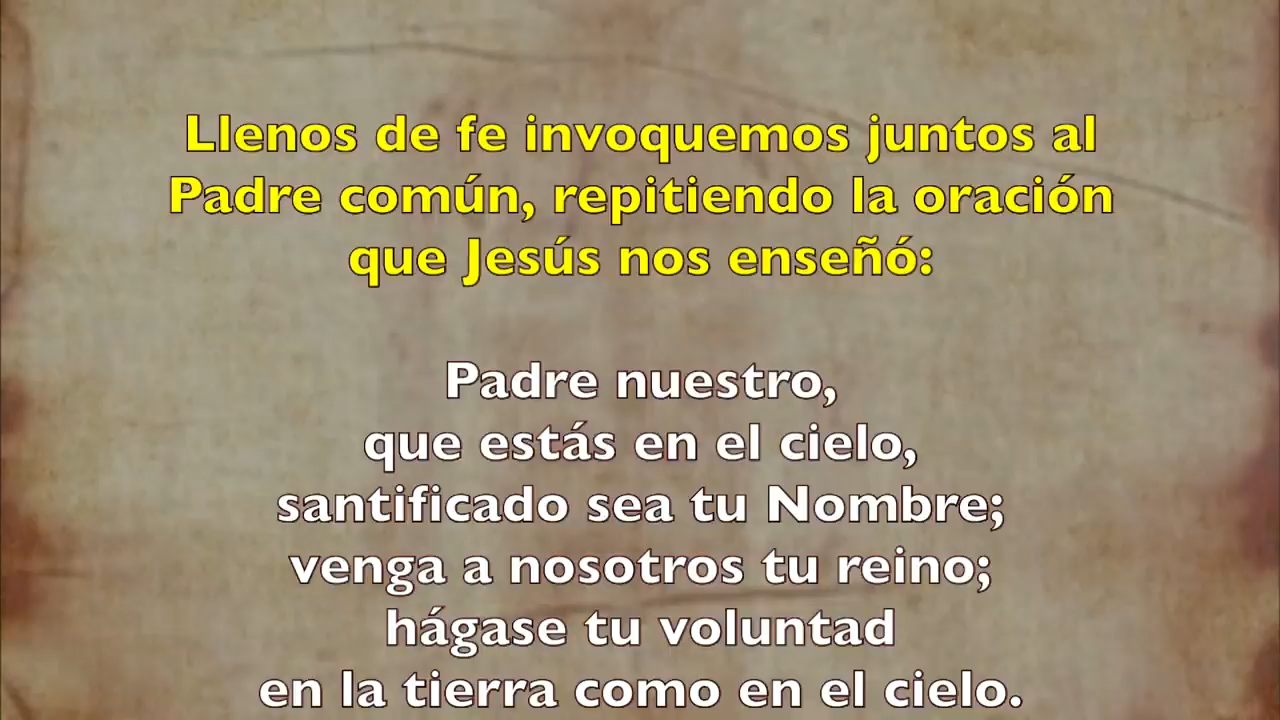 Llenos de fe invoquemos juntos al
Padre común, repitiendo la oración
que Jesús nos enseñó:
Padre nuestro,
que estás en el cielo,
santificado sea tu Nombre;
venga a nosotros tu reino;
hágase tu voluntad
en la tierra como en el cielo.